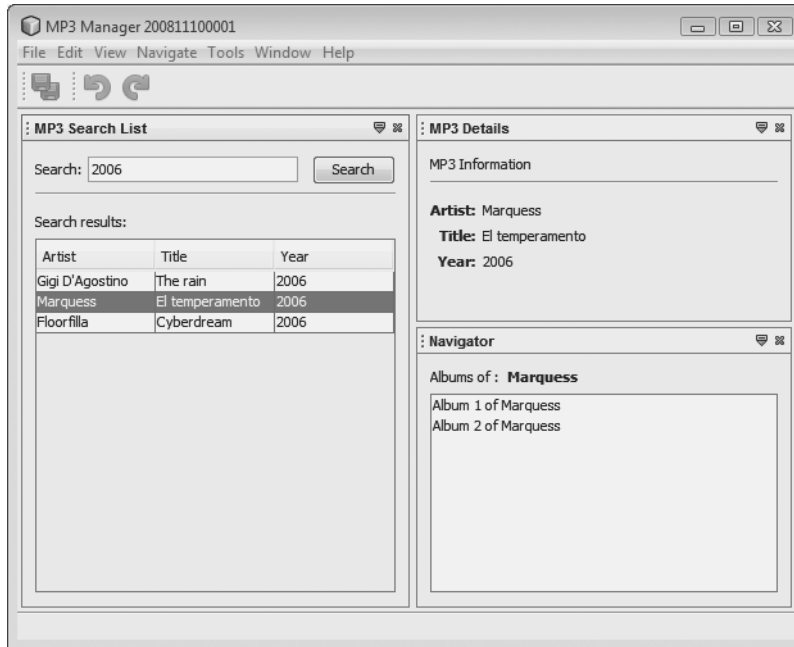 MP3 Manager 200811100001
File Edit View Navigate Tools Window Help
MP3 Search List
Search: 2006 Search
Search results:
Artist Title Year
Gigi D'Agostino The rain 2006
Marquess El temperamento 2006
Floorfilla Cyberdream 2006
MP3 Details
MP3 Information
Artist: Marquess
Title: El temperamento
Year: 2006
Navigator
Albums of : Marquess
Album 1 of Marquess
Album 2 of Marquess